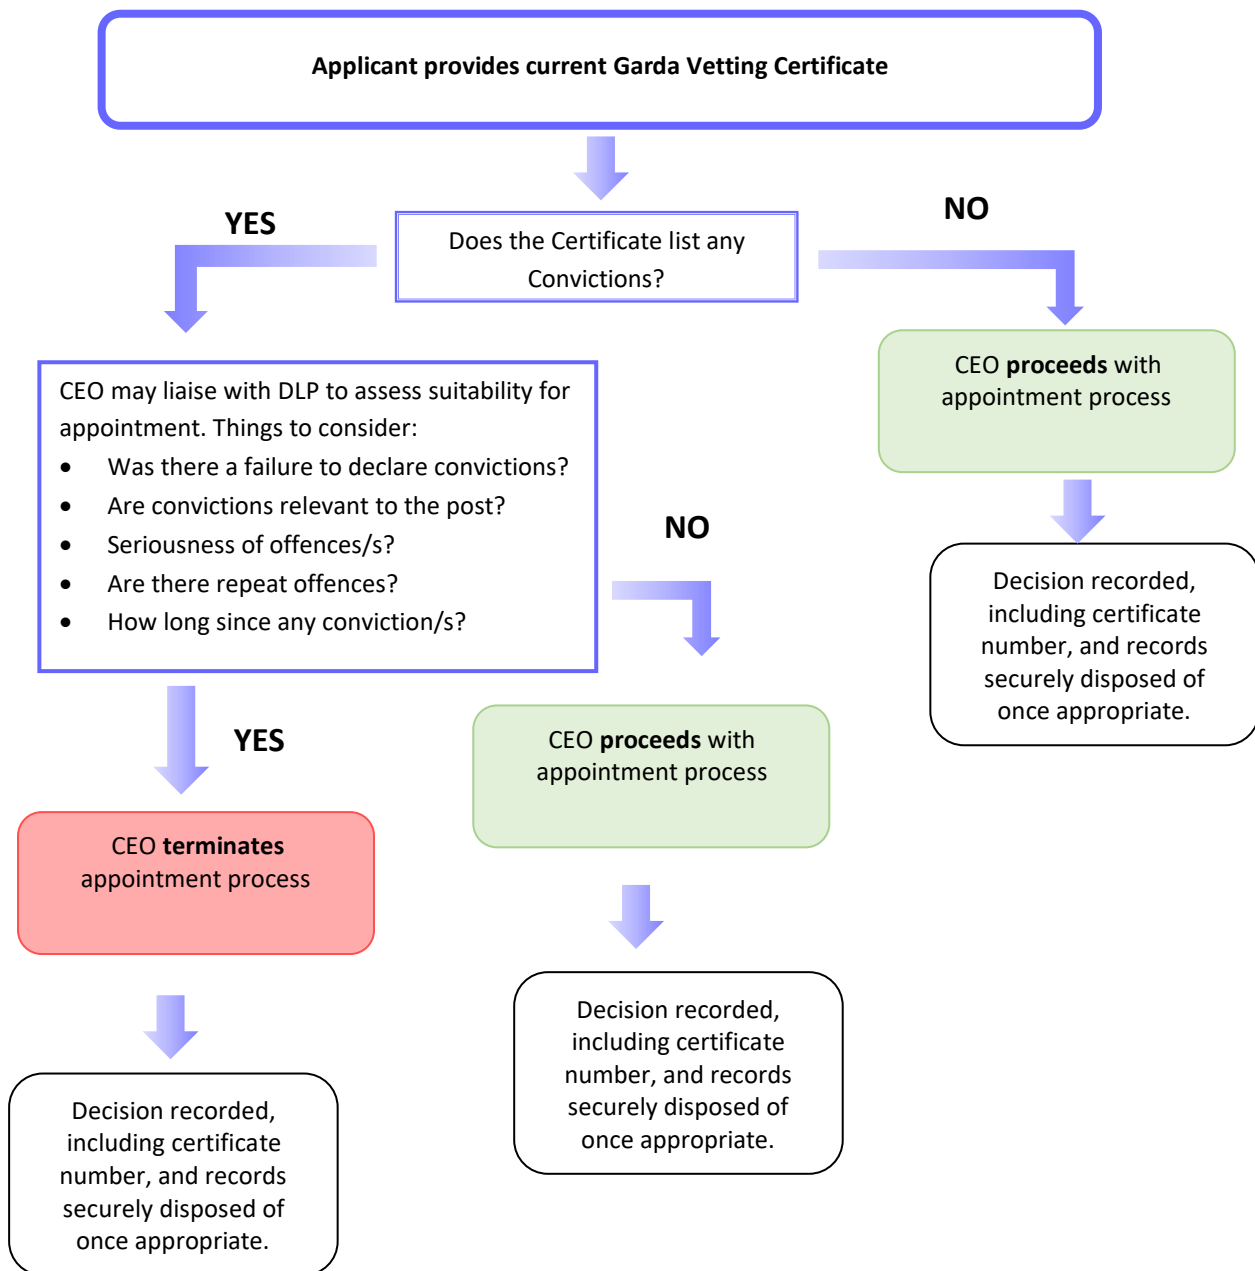 Applicant provides current Garda Vetting Certificate
YES
NO
Does the Certificate list any
Convictions?
CEO may liaise with DLP to assess suitability for
appointment. Things to consider:
• Was there a failure to declare convictions?
• Are convictions relevant to the post?
• Seriousness of offences/s?
• Are there repeat offences?
• How long since any conviction/s?
CEO proceeds with
appointment process
NO
Decision recorded,
including certificate
number, and records
securely disposed of
once appropriate.
YES
CEO proceeds with
appointment process
CEO terminates
appointment process
Decision recorded,
including certificate
number, and records
securely disposed of
once appropriate.
Decision recorded,
including certificate
number, and records
securely disposed of
once appropriate.